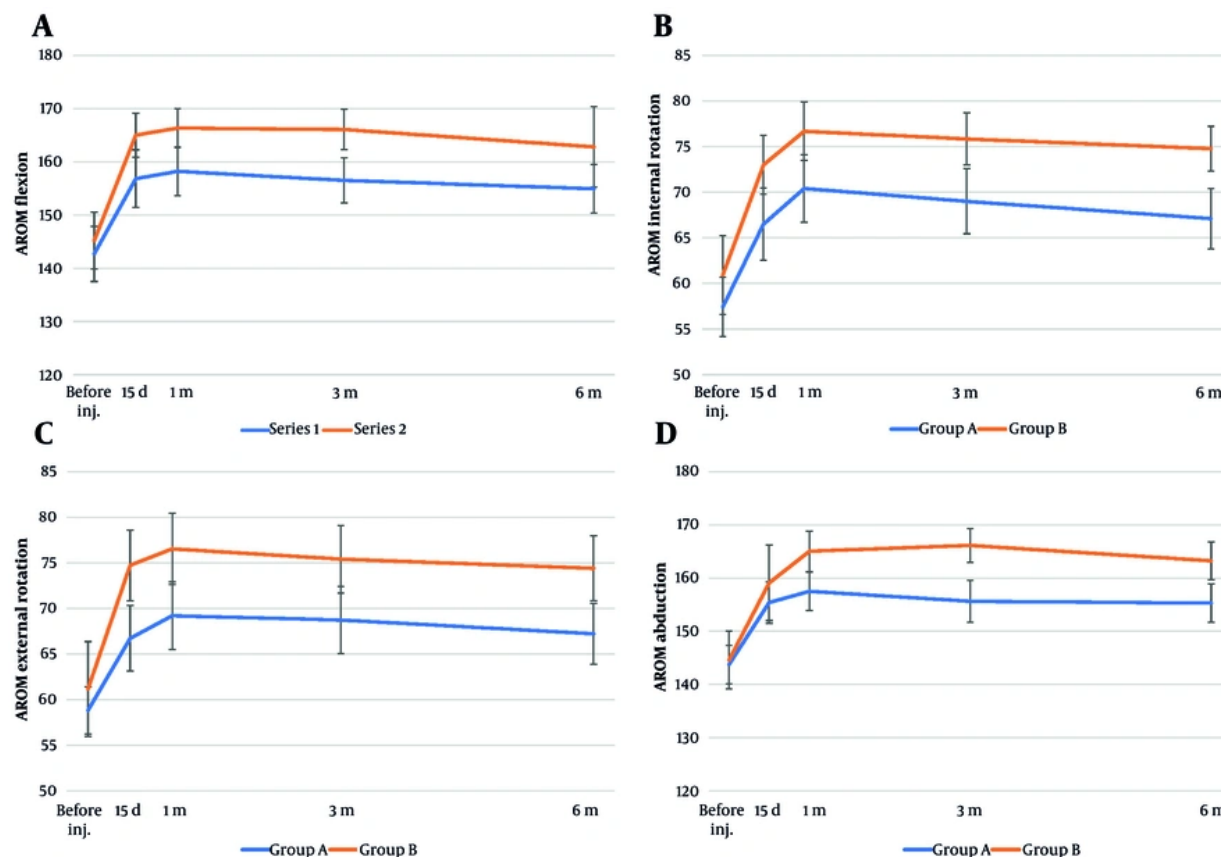 A
180
170
160
150
140
130
120
AROM flexion
Before inj.
15 d
1 m
3 m
6 m
Series 1
Series 2
B
85
80
75
70
65
60
55
50
AROM internal rotation
Before inj.
15 d
1 m
3 m
6 m
Group A
Group B
C
85
80
75
70
65
60
55
50
AROM external rotation
Before inj.
15 d
1 m
3 m
6 m
Group A
Group B
D
180
170
160
150
140
130
120
AROM abduction
Before inj.
15 d
1 m
3 m
6 m
Group A
Group B